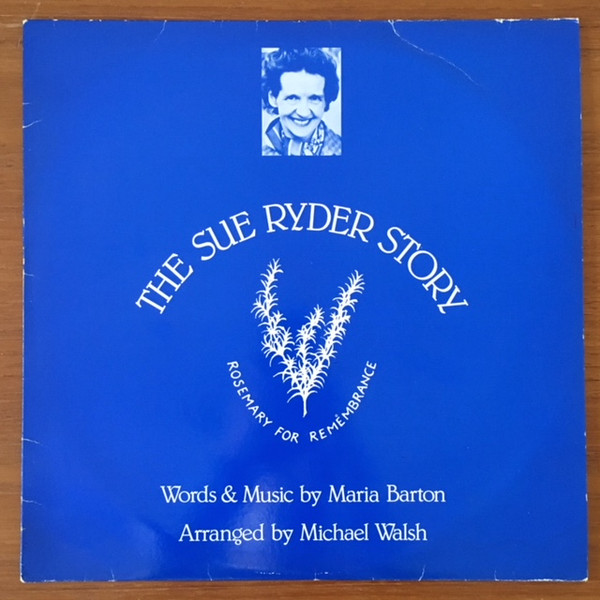 THE SUE RYDER STORY
ROSEMARY FOR REMEMBRANCE
Words & Music by Maria Barton
Arranged by Michael Walsh